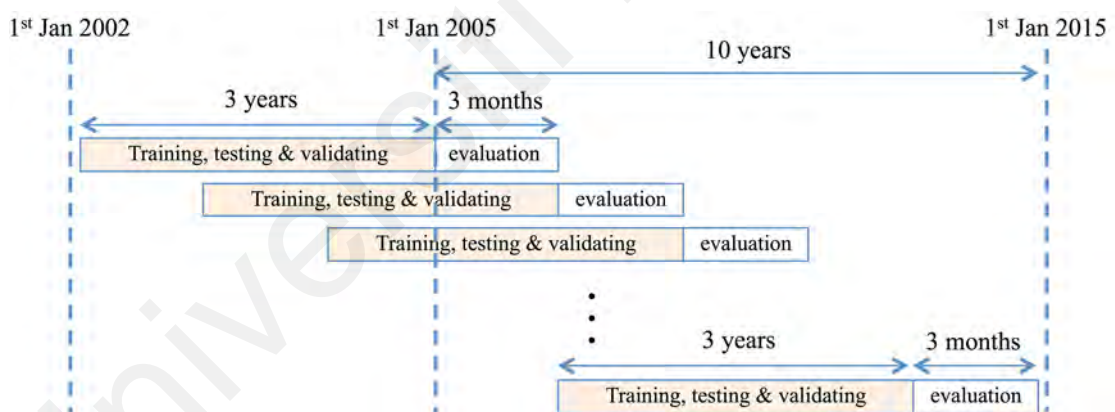 1st Jan 2002 1st Jan 2005 1st Jan 2015
10 years
3 years 3 months
Training, testing & validating evaluation
Training, testing & validating evaluation
Training, testing & validating evaluation
3 years 3 months
Training, testing & validating evaluation
niversiti